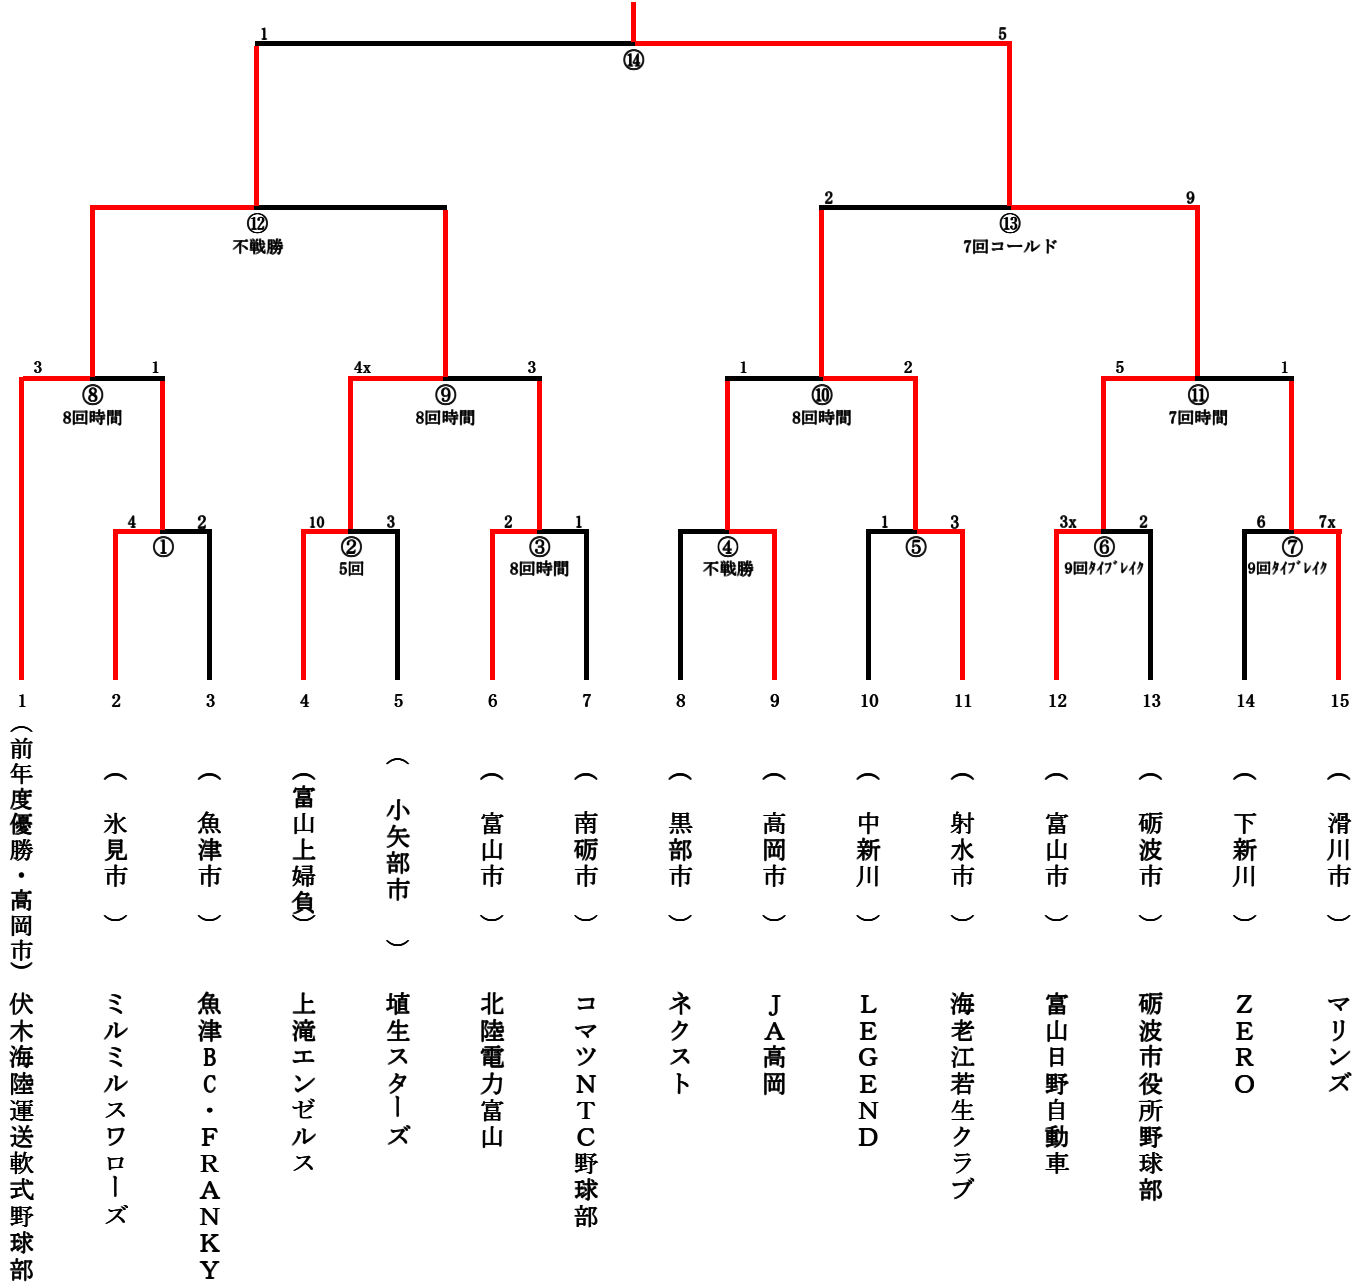 1 5
⑭
2 9
⑫ ⑬
不戦勝 7回コールド
3 1 4x 3 1 2 5 1
⑧ ⑨ ⑩ ⑪
8回時間 8回時間 8回時間 7回時間
4 2 10 3 2 1 1 3 3x 2 6 7x
① ② ③ ④ ⑤ ⑥ ⑦
5回 8回時間 不戦勝 9回ﾀｲﾌﾞﾚｲｸ 9回ﾀｲﾌﾞﾚｲｸ
1 2 3 4 5 6 7 8 9 10 11 12 13 14 15
（前年度優勝・高岡市）伏木海陸運送軟式野球部
（氷見市）ミルミルスワローズ
（魚津市）魚津BC・FRANKY
（富山上婦負）上滝エンゼルス
（小矢部市）埴生スターズ
（富山市）北陸電力富山
（南砺市）コマツNTC野球部
（黒部市）ネクスト
（高岡市）JA高岡
（中新川）LEGEND
（射水市）海老江若生クラブ
（富山市）富山日野自動車
（砺波市）砺波市役所野球部
（下新川）ZERO
（滑川市）マリンズ